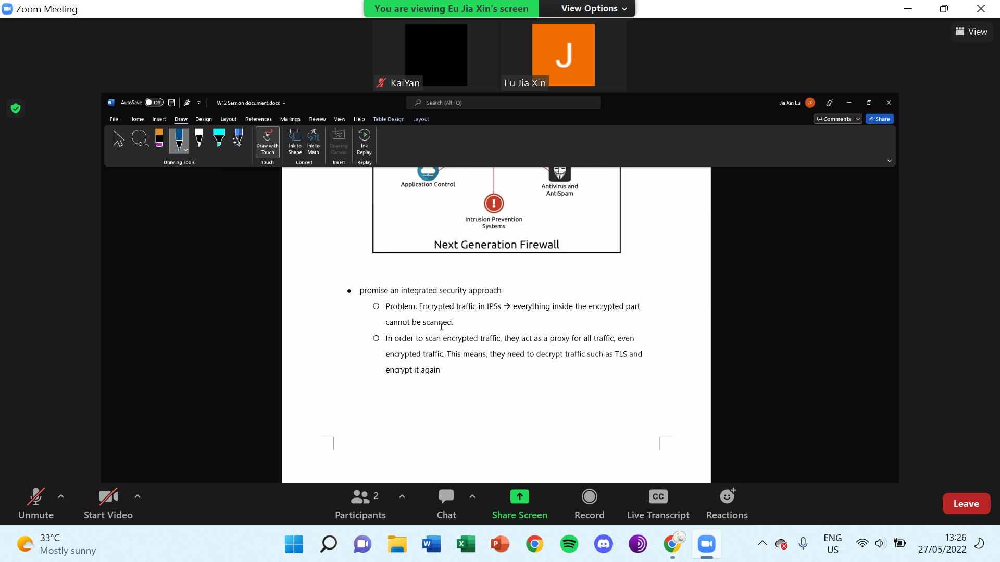 Zoom Meeting
You are viewing Eu Jia Xin's screen
View Options
View
J
KaiYan
Eu Jia Xin
AutoSave Off
W12 Session document.docx
Search (Alt+Q)
Jia Xin Eu
JX
File Home Insert Draw Design Layout References Mailings Review View Help Table Design Layout
Comments
Share
Draw with Touch
Ink to Shape
Ink to Math
Drawing Canvas
Ink Replay
Drawing Tools
Touch
Convert
Insert
Replay
Application Control
Antivirus and
AntiSpam
Intrusion Prevention
Systems
Next Generation Firewall
● promise an integrated security approach
○ Problem: Encrypted traffic in IPSs → everything inside the encrypted part
cannot be scanned.
○ In order to scan encrypted traffic, they act as a proxy for all traffic, even
encrypted traffic. This means, they need to decrypt traffic such as TLS and
encrypt it again
Unmute
Start Video
2
Participants
Chat
Share Screen
Record
CC
Live Transcript
Reactions
Leave
33°C
Mostly sunny
W
X
P
ENG
US
13:26
27/05/2022